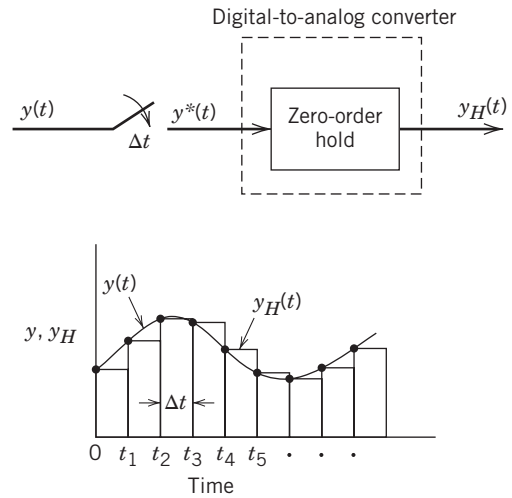 Digital-to-analog converter
y(t)
Δt
y*(t)
Zero-order
hold
y_H(t)
y(t)
y_H(t)
y, y_H
Δt
0 t_1 t_2 t_3 t_4 t_5 · · ·
Time